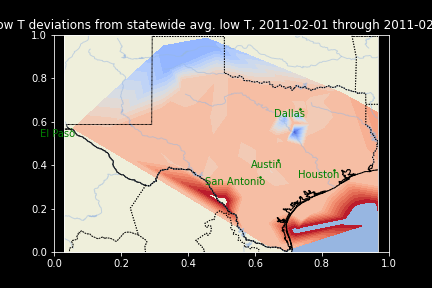 ow T deviations from statewide avg. low T, 2011-02-01 through 2011-02
1.0
0.8
0.6
0.4
0.2
0.0
0.0 0.2 0.4 0.6 0.8 1.0
Dallas
El Paso
Austin
Houston
San Antonio